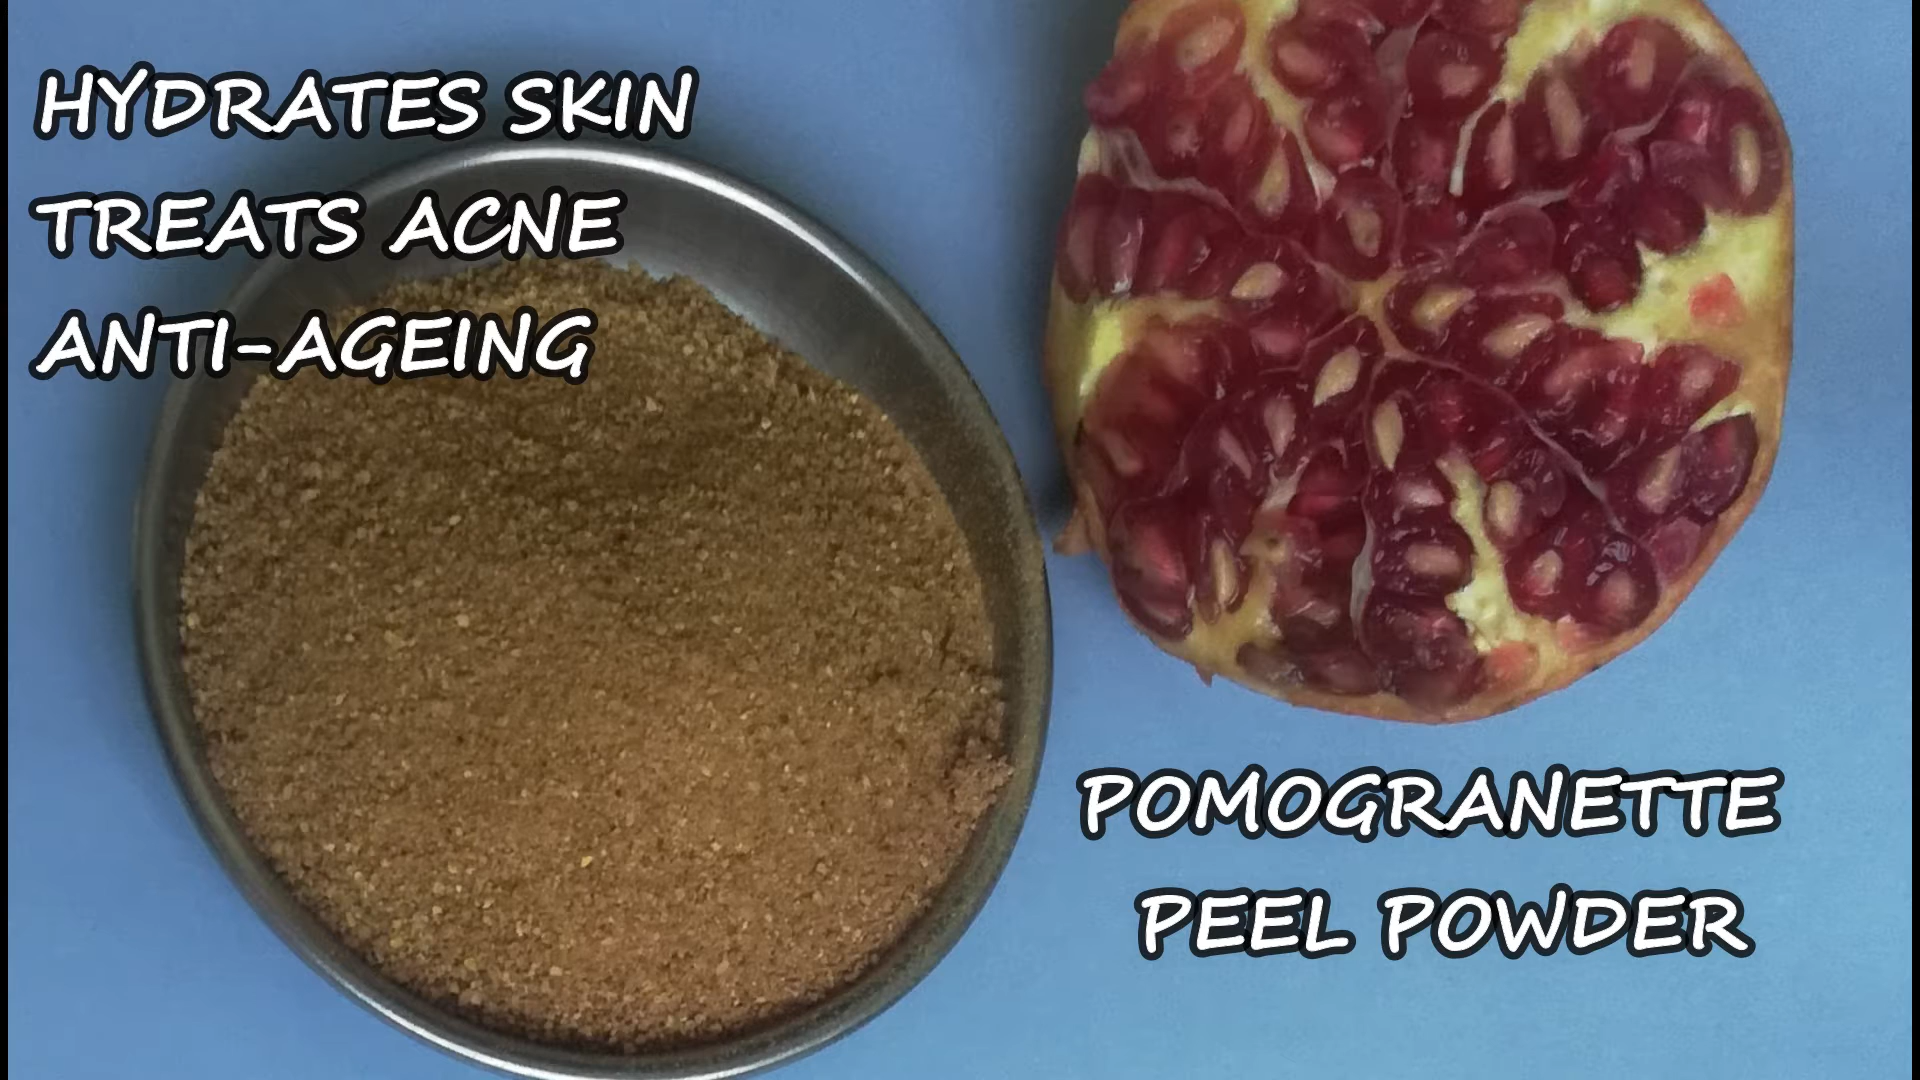 HYDRATES SKIN
TREATS ACNE
ANTI-AGEING
POMOGRANETTE
PEEL POWDER